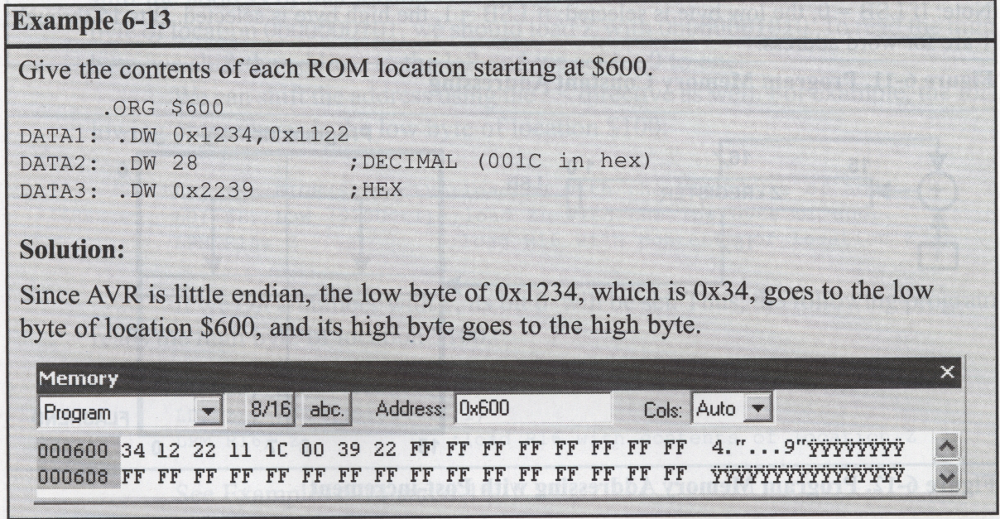 Example 6-13
Give the contents of each ROM location starting at $600.
.ORG $600
DATA1: .DW 0x1234,0x1122
DATA2: .DW 28 ;DECIMAL (001C in hex)
DATA3: .DW 0x2239 ;HEX
Solution:
Since AVR is little endian, the low byte of 0x1234, which is 0x34, goes to the low
byte of location $600, and its high byte goes to the high byte.
Memory
Program 8/16 abc. Address: 0x600 Cols: Auto
000600 34 12 22 11 1C 00 39 22 FF FF FF FF FF FF FF FF 4."...9"ÿÿÿÿÿÿÿÿ
000608 FF FF FF FF FF FF FF FF FF FF FF FF FF FF FF FF ÿÿÿÿÿÿÿÿÿÿÿÿÿÿÿÿ